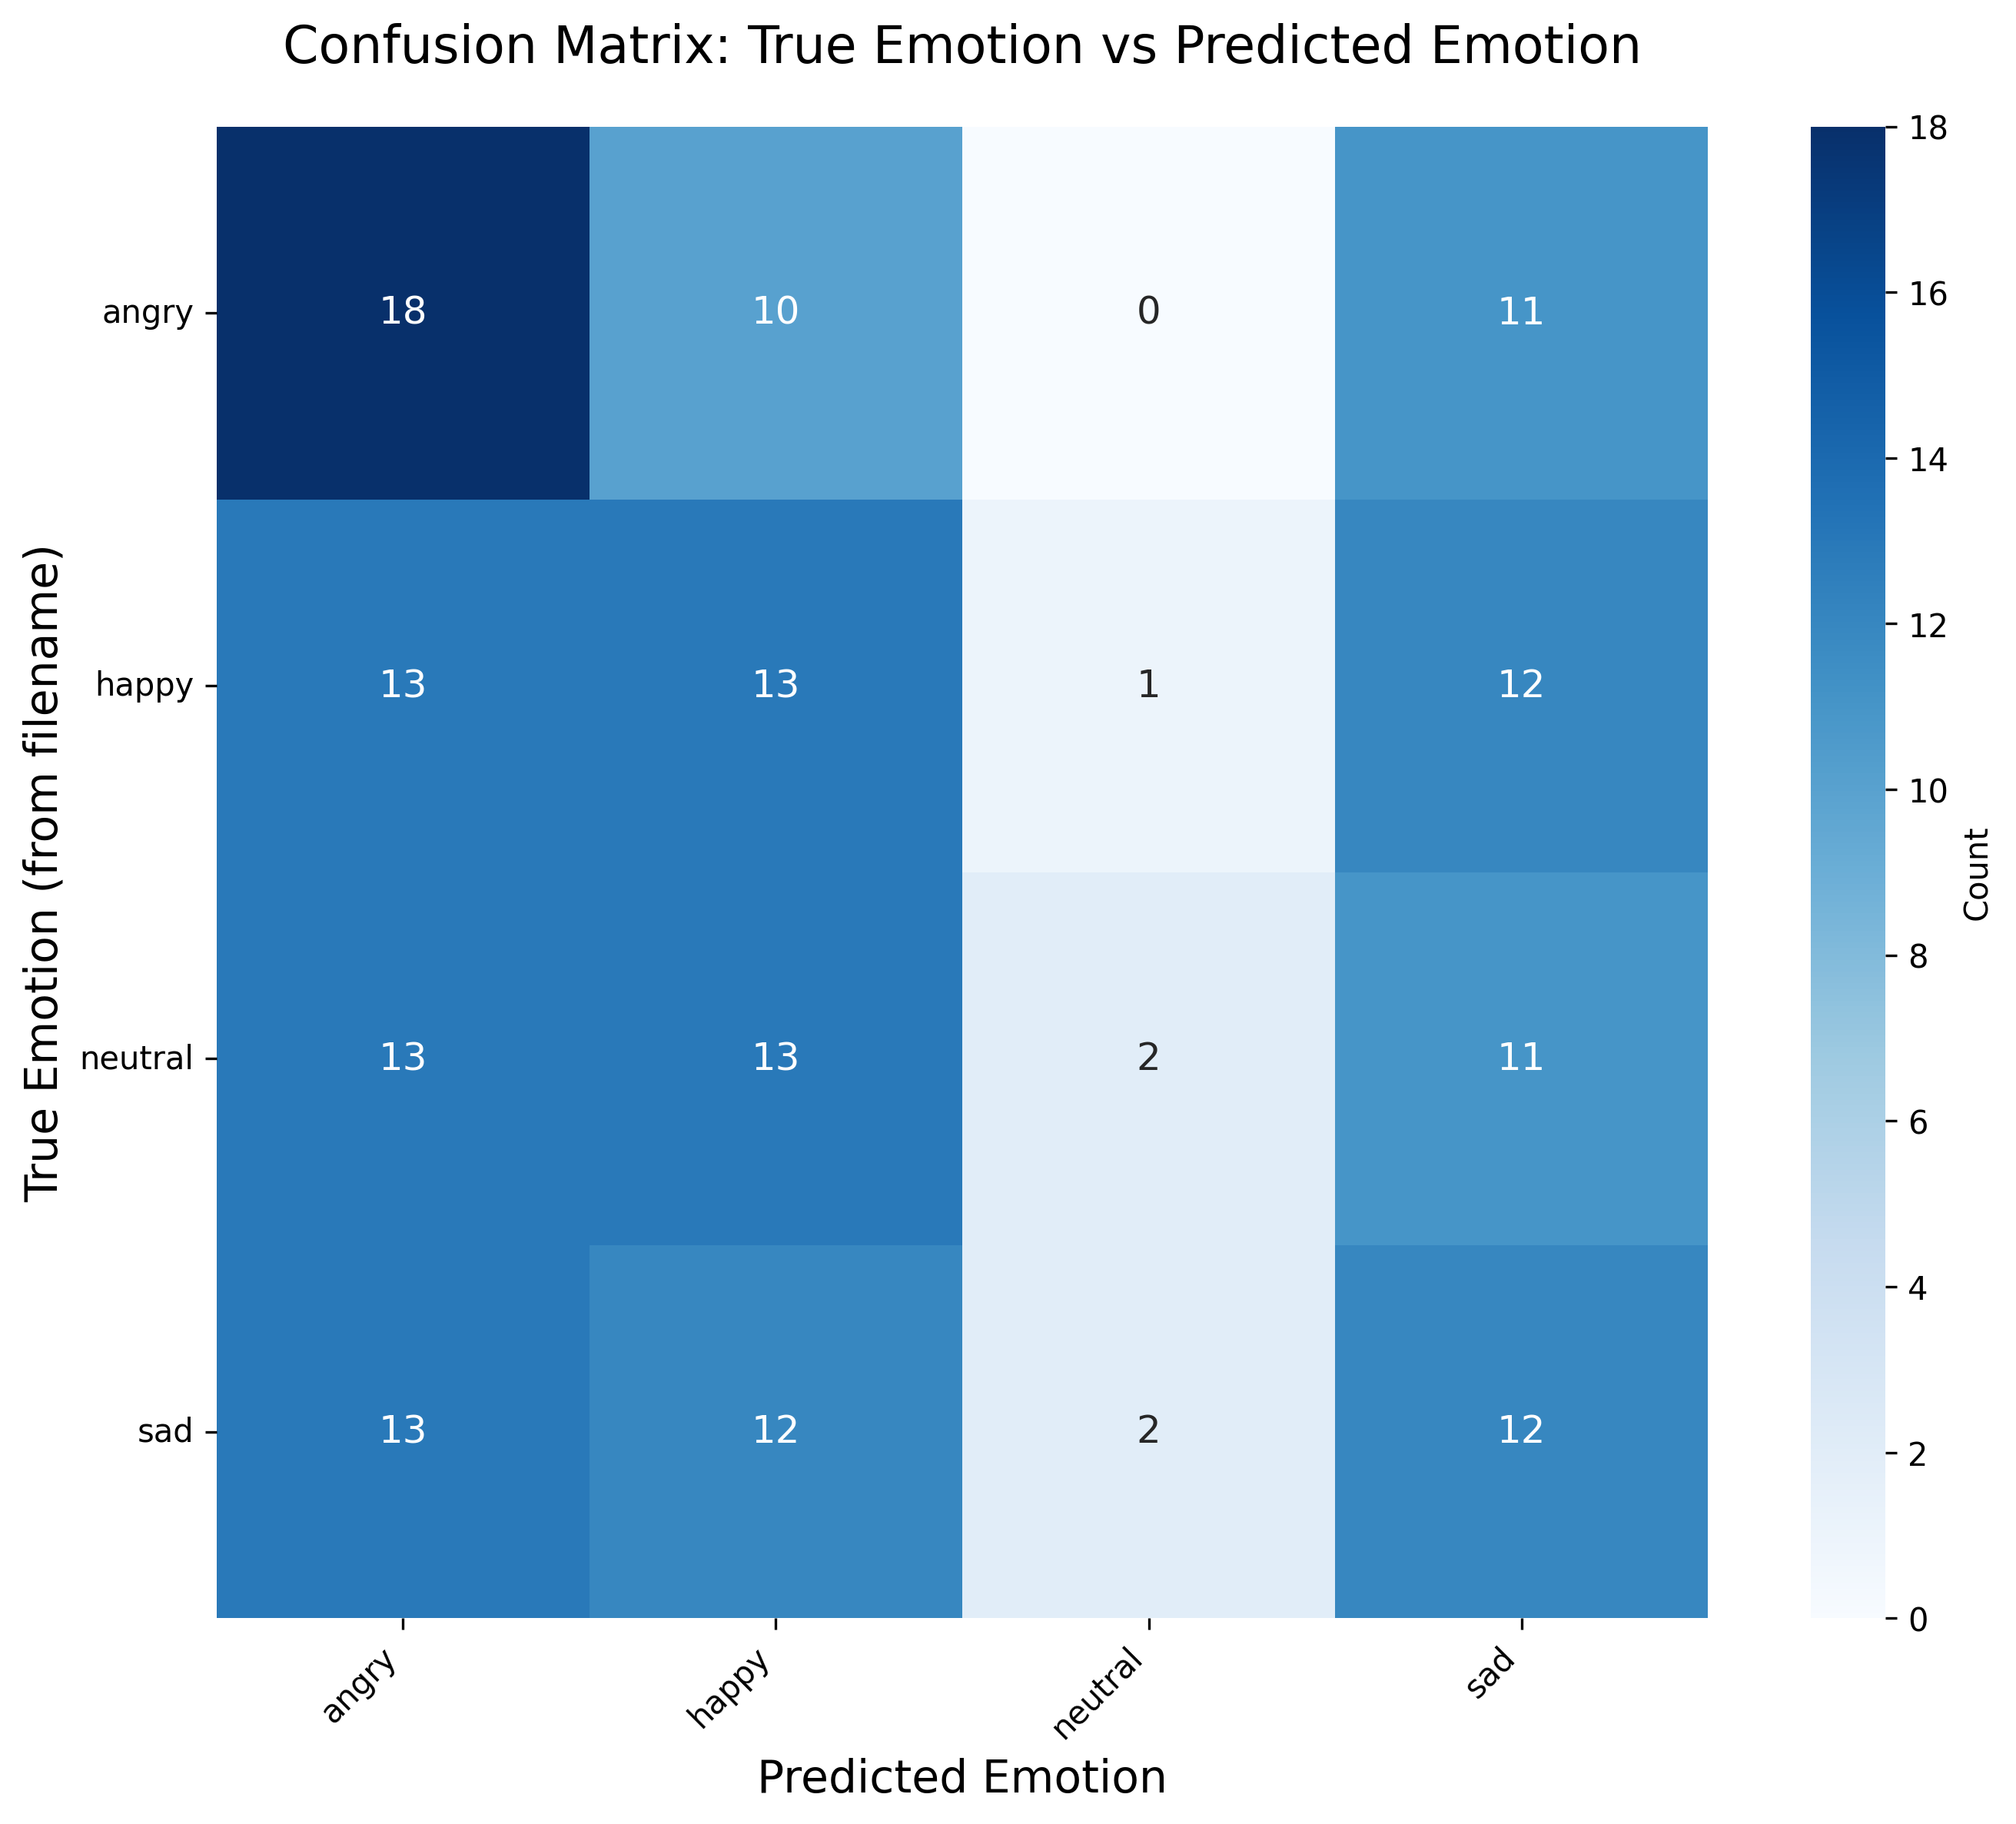 Confusion Matrix: True Emotion vs Predicted Emotion
True Emotion (from filename)
angry 18 10 0 11
happy 13 13 1 12
neutral 13 13 2 11
sad 13 12 2 12
angry happy neutral sad
Predicted Emotion
18
16
14
12
10
8
6
4
2
0
Count